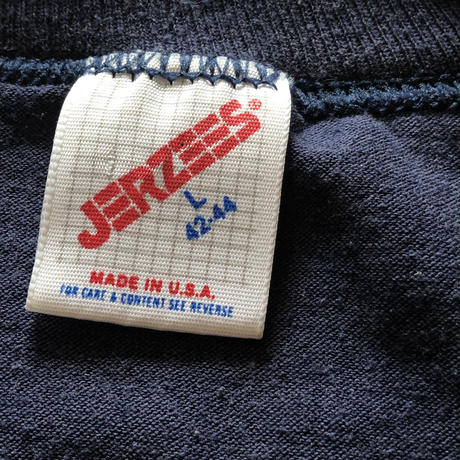 JERZEES®
L
42-44
MADE IN U.S.A.
FOR CARE & CONTENT SEE REVERSE